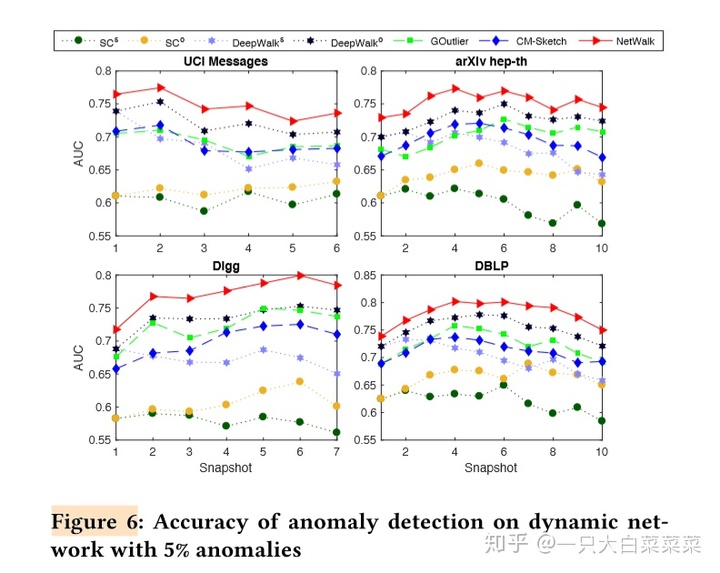 SCˢ SCᵒ DeepWalkˢ DeepWalkᵒ GOutlier CM-Sketch NetWalk
UCI Messages
AUC
0.8
0.75
0.7
0.65
0.6
0.55
1 2 3 4 5 6
arXiv hep-th
0.8
0.75
0.7
0.65
0.6
0.55
2 4 6 8 10
Digg
AUC
0.8
0.75
0.7
0.65
0.6
0.55
1 2 3 4 5 6 7
Snapshot
DBLP
0.85
0.8
0.75
0.7
0.65
0.6
0.55
2 4 6 8 10
Snapshot
Figure 6: Accuracy of anomaly detection on dynamic net-
work with 5% anomalies
知乎 @一只大白菜菜菜